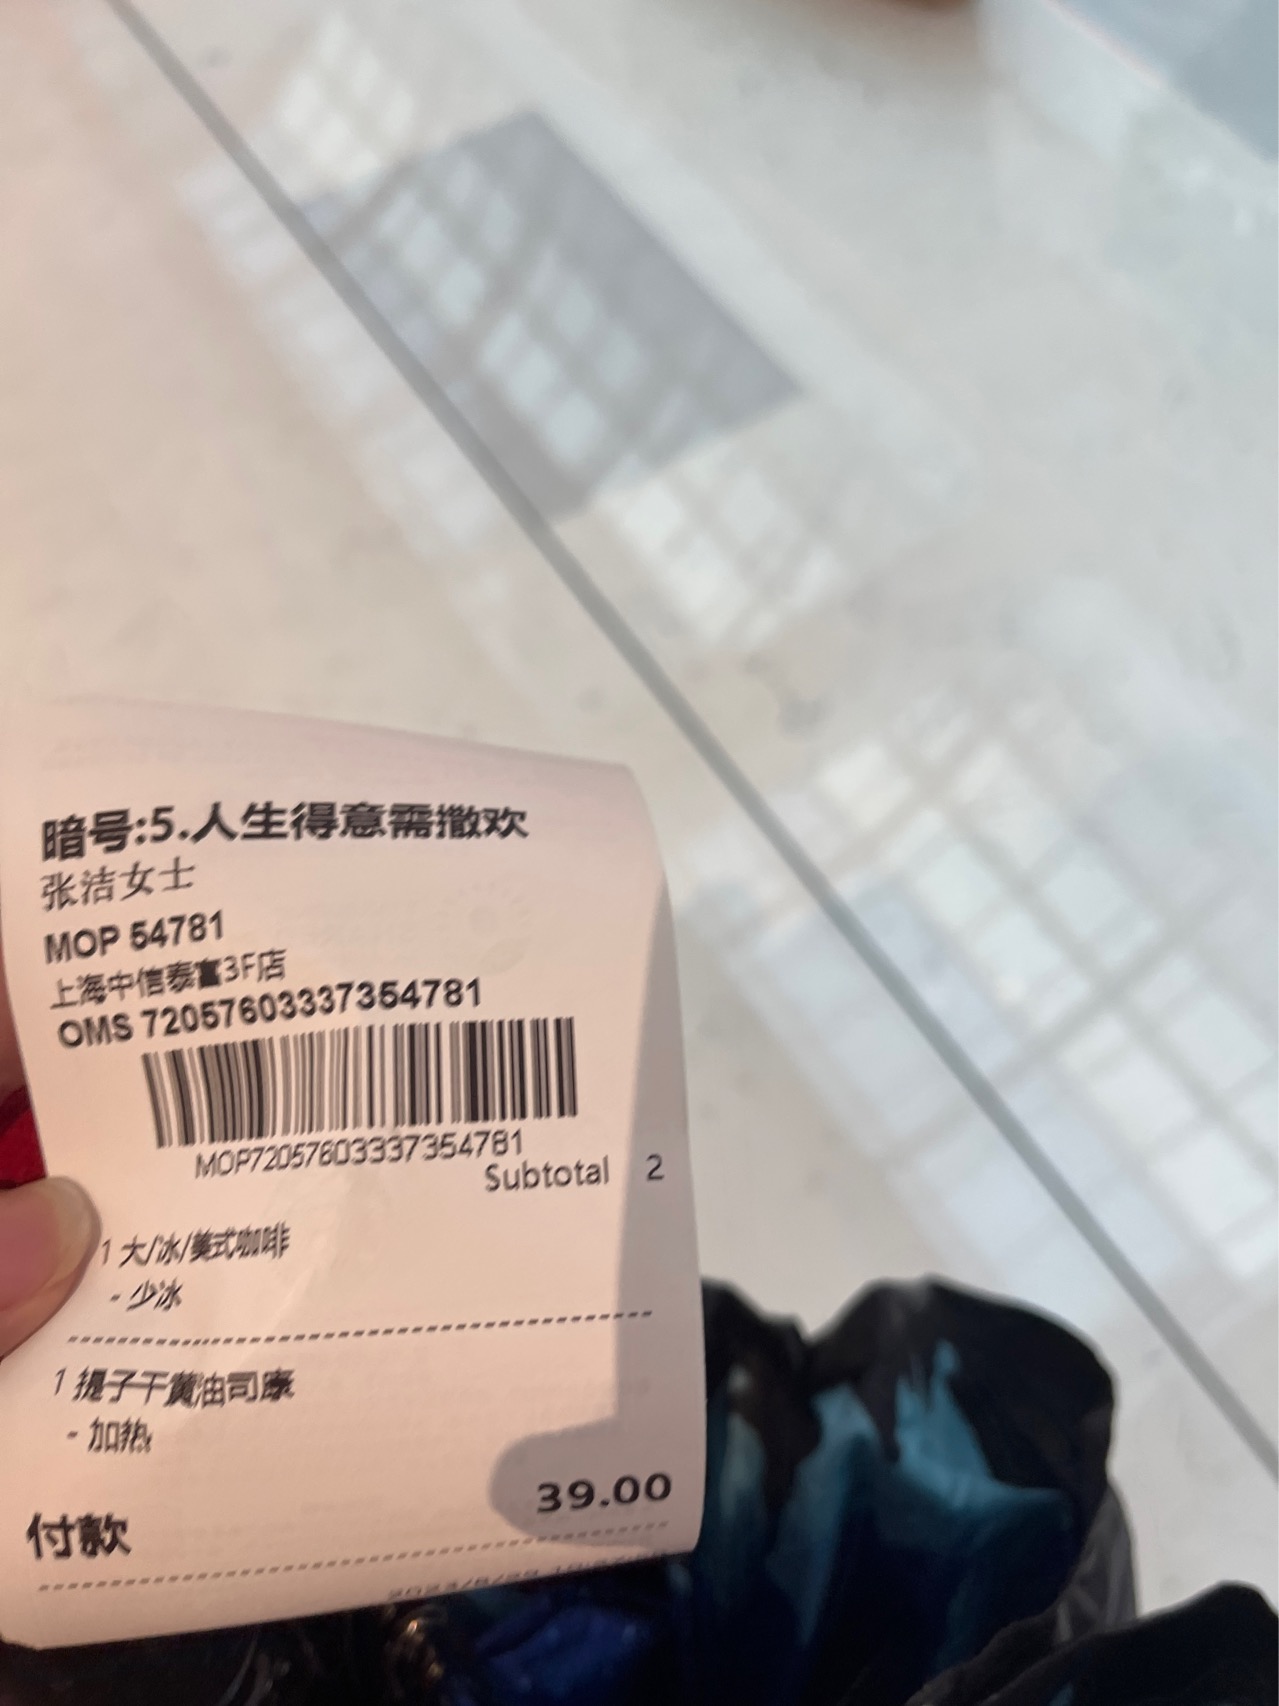 暗号:5.人生得意需撒欢
张洁女士
MOP 54781
上海中信泰富3F店
OMS 72057603337354781
MOP72057603337354781
Subtotal 2
1 大/冰/美式咖啡
- 少冰
1 提子干黄油司康
- 加热
39.00
付款